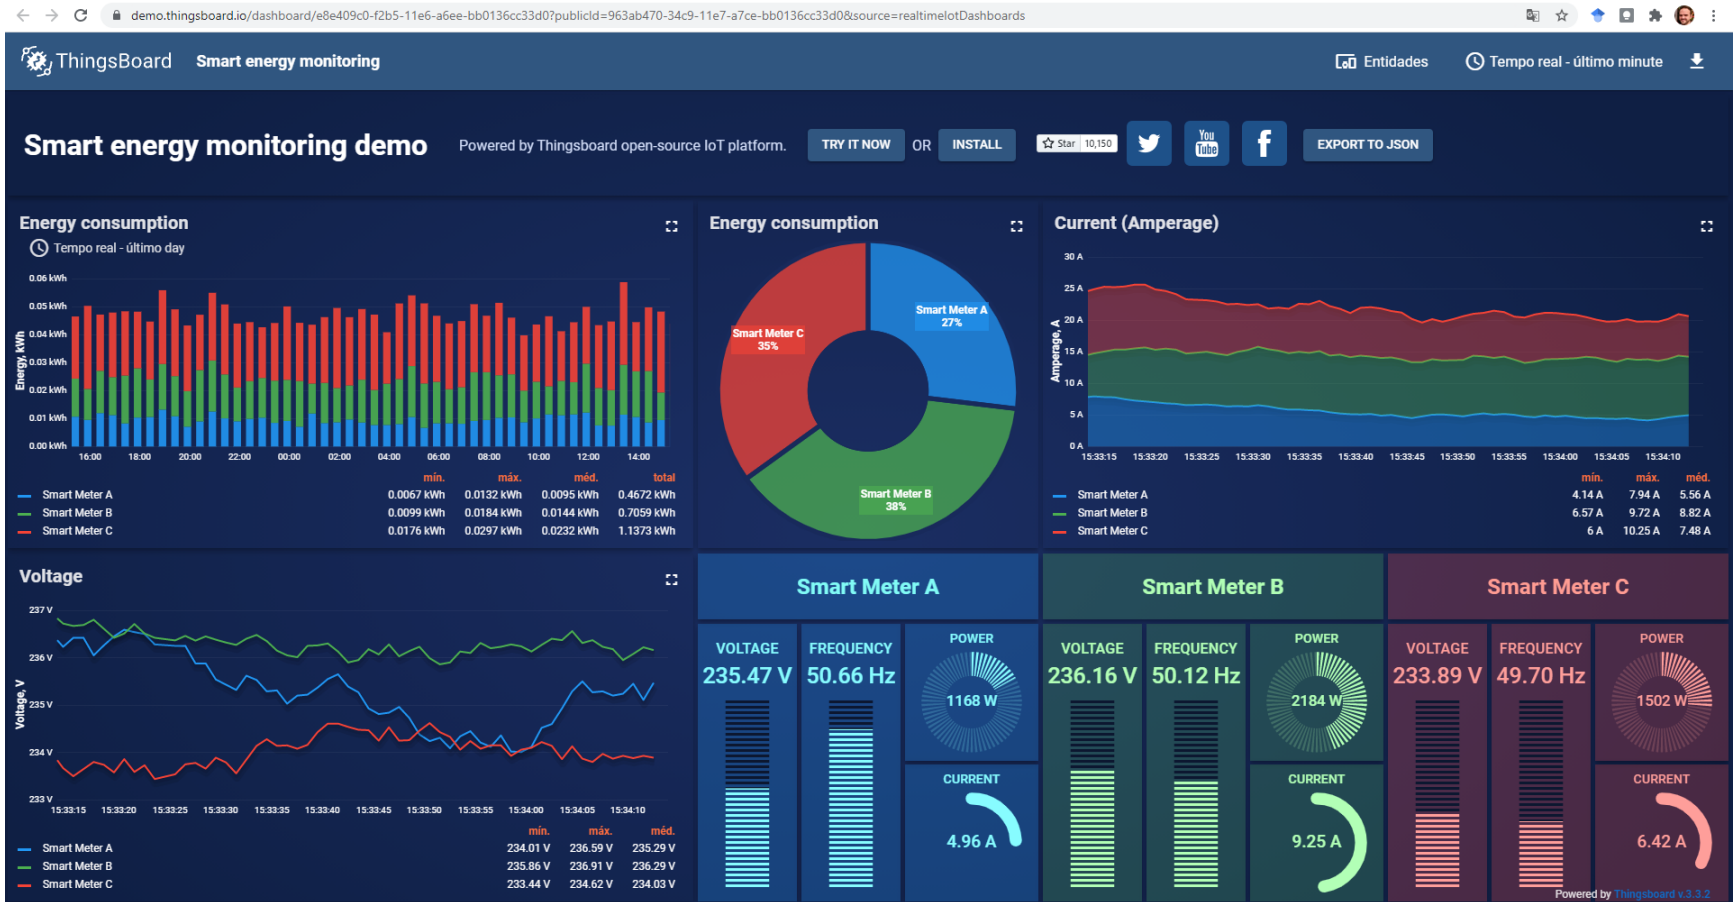 demo.thingsboard.io/dashboard/e8e409c0-f2b5-11e6-a6ee-bb0136cc33d0?publicId=963ab470-34c9-11e7-a7ce-bb0136cc33d0&source=realtimeIotDashboards
ThingsBoard Smart energy monitoring Entidades Tempo real - último minute
Smart energy monitoring demo Powered by Thingsboard open-source IoT platform. TRY IT NOW OR INSTALL Star 10,150 You Tube EXPORT TO JSON
Energy consumption
Tempo real - último day
0.06 kWh
0.05 kWh
0.04 kWh
0.03 kWh
0.02 kWh
0.01 kWh
0.00 kWh
Energy, kWh
16:00 18:00 20:00 22:00 00:00 02:00 04:00 06:00 08:00 10:00 12:00 14:00
mín. máx. méd. total
Smart Meter A 0.0067 kWh 0.0132 kWh 0.0095 kWh 0.4672 kWh
Smart Meter B 0.0099 kWh 0.0184 kWh 0.0144 kWh 0.7059 kWh
Smart Meter C 0.0176 kWh 0.0297 kWh 0.0232 kWh 1.1373 kWh
Energy consumption
Smart Meter A
27%
Smart Meter C
35%
Smart Meter B
38%
Current (Amperage)
30 A
25 A
20 A
15 A
10 A
5 A
0 A
Amperage, A
15:33:15 15:33:20 15:33:25 15:33:30 15:33:35 15:33:40 15:33:45 15:33:50 15:33:55 15:34:00 15:34:05 15:34:10
mín. máx. méd.
Smart Meter A 4.14 A 7.94 A 5.56 A
Smart Meter B 6.57 A 9.72 A 8.82 A
Smart Meter C 6 A 10.25 A 7.48 A
Voltage
237 V
236 V
235 V
234 V
233 V
Voltage, V
15:33:15 15:33:20 15:33:25 15:33:30 15:33:35 15:33:40 15:33:45 15:33:50 15:33:55 15:34:00 15:34:05 15:34:10
mín. máx. méd.
Smart Meter A 234.01 V 236.59 V 235.29 V
Smart Meter B 235.86 V 236.91 V 236.29 V
Smart Meter C 233.44 V 234.62 V 234.03 V
Smart Meter A
VOLTAGE
235.47 V
FREQUENCY
50.66 Hz
POWER
1168 W
CURRENT
4.96 A
Smart Meter B
VOLTAGE
236.16 V
FREQUENCY
50.12 Hz
POWER
2184 W
CURRENT
9.25 A
Smart Meter C
VOLTAGE
233.89 V
FREQUENCY
49.70 Hz
POWER
1502 W
CURRENT
6.42 A
Powered by Thingsboard v.3.3.2